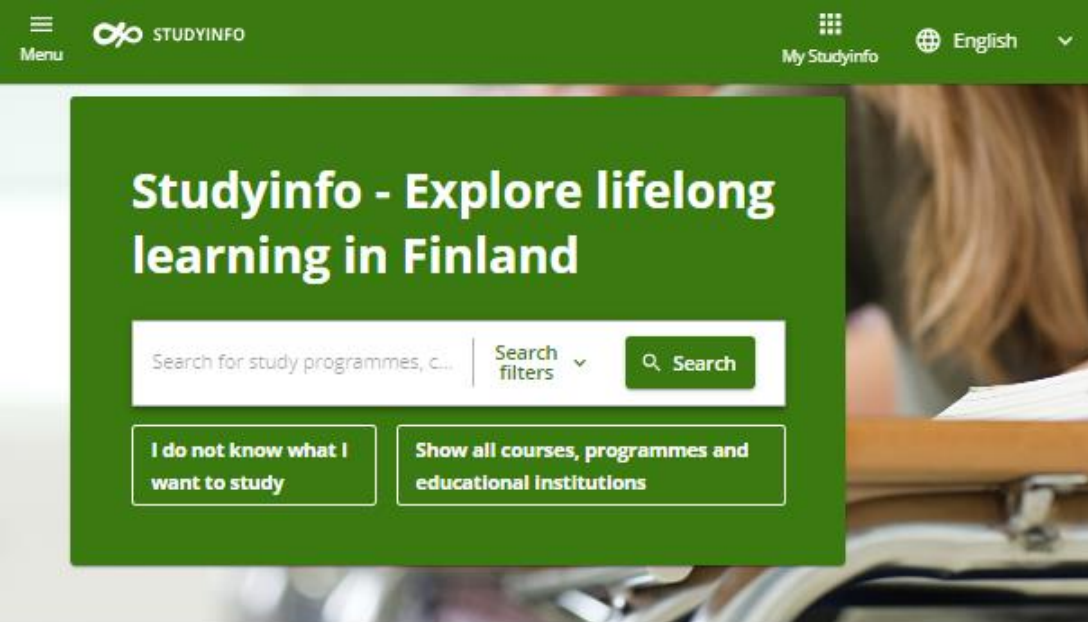 Menu
STUDYINFO
My Studyinfo
English
Studyinfo - Explore lifelong
learning in Finland
Search for study programmes, c...
Search
filters
Search
I do not know what I
want to study
Show all courses, programmes and
educational institutions